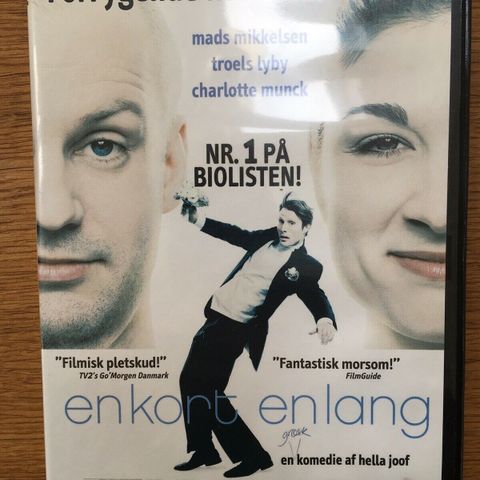 mads mikkelsen
troels lyby
charlotte munck
NR. 1 PÅ
BIOLISTEN!
"Filmisk pletskud!"
TV2's Go'Morgen Danmark
"Fantastisk morsom!"
FilmGuide
en kort en lang
græsk
en komedie af hella joof